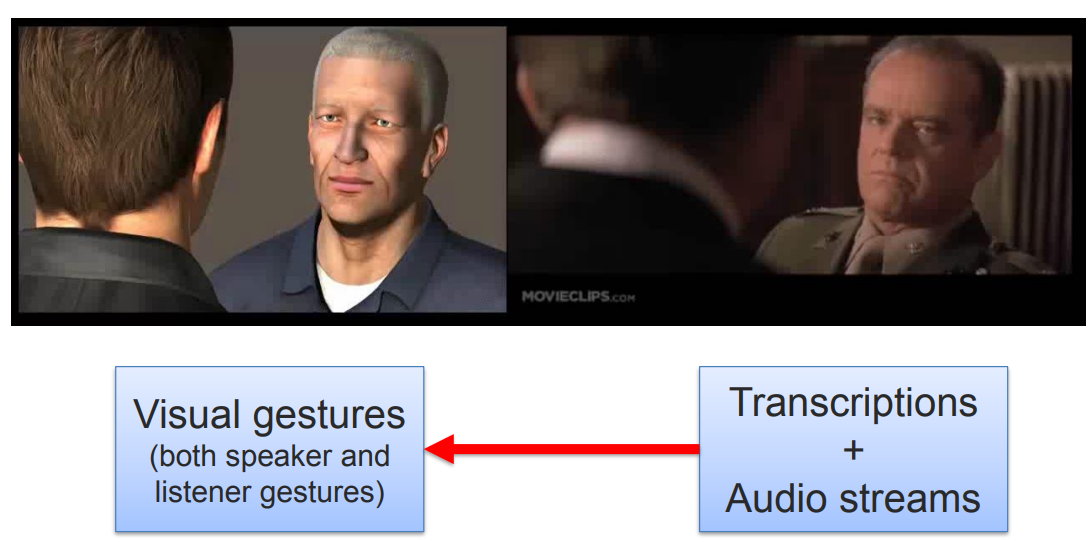 MOVIECLIPS.COM
Visual gestures
(both speaker and
listener gestures)
Transcriptions
+
Audio streams